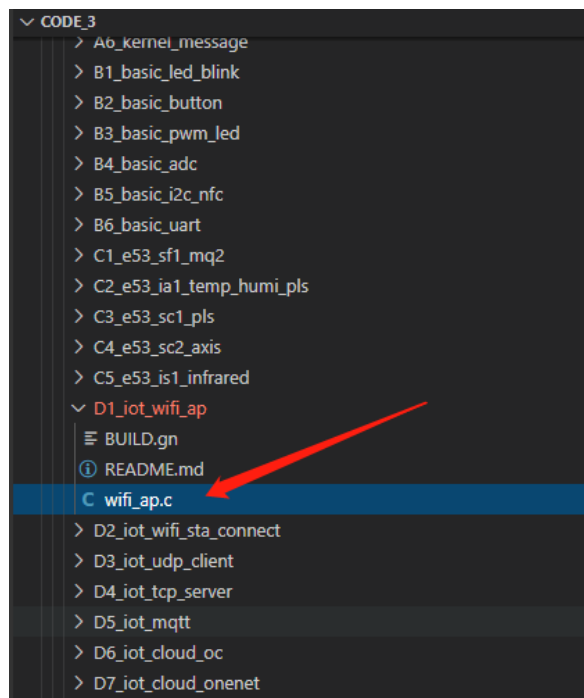 CODE_3
A6_kernel_message
B1_basic_led_blink
B2_basic_button
B3_basic_pwm_led
B4_basic_adc
B5_basic_i2c_nfc
B6_basic_uart
C1_e53_sf1_mq2
C2_e53_ia1_temp_humi_pls
C3_e53_sc1_pls
C4_e53_sc2_axis
C5_e53_is1_infrared
D1_iot_wifi_ap
BUILD.gn
README.md
C wifi_ap.c
D2_iot_wifi_sta_connect
D3_iot_udp_client
D4_iot_tcp_server
D5_iot_mqtt
D6_iot_cloud_oc
D7_iot_cloud_onenet